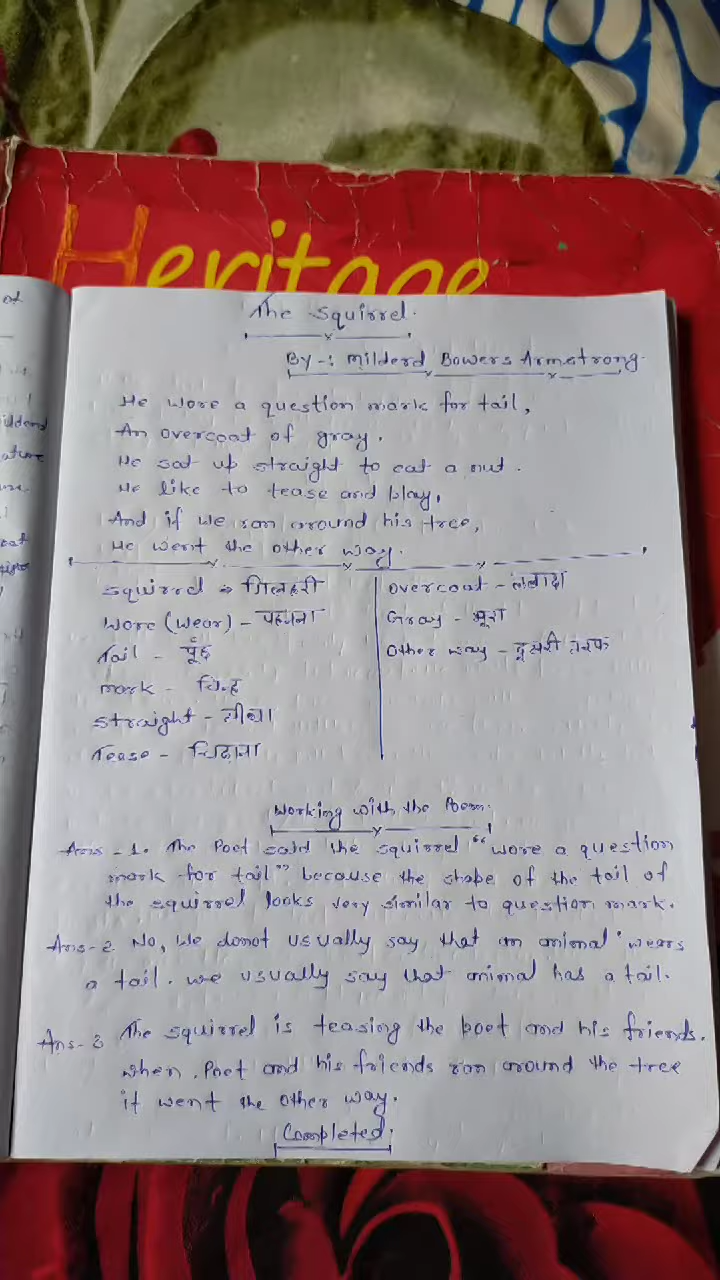 Heritage
The Squirrel.
By-: Milderd Bowers Armstrong.
He wore a question mark for tail,
An overcoat of gray.
He sat up straight to eat a nut.
He like to tease and play,
And if we ran around his tree,
He went the other way.
Squirrel → गिलहरी
Wore (wear) - पहनना
Tail - पूँछ
Mark - चिन्ह
Straight - सीधा
Tease - चिढ़ाना
Overcoat - लबादा
Gray - भूरा
Other way - दूसरी तरफ
Working with the Poem.
Ans - 1. The Poet said the squirrel "wore a question
mark for tail" because the shape of the tail of
the squirrel looks very similar to question mark.
Ans-2 No, We donot usually say that an animal 'wears
a tail. we usually say that animal has a tail.
Ans-3 The squirrel is teasing the poet and his friends.
when. Poet and his friends ran around the tree
it went the other way.
Completed.